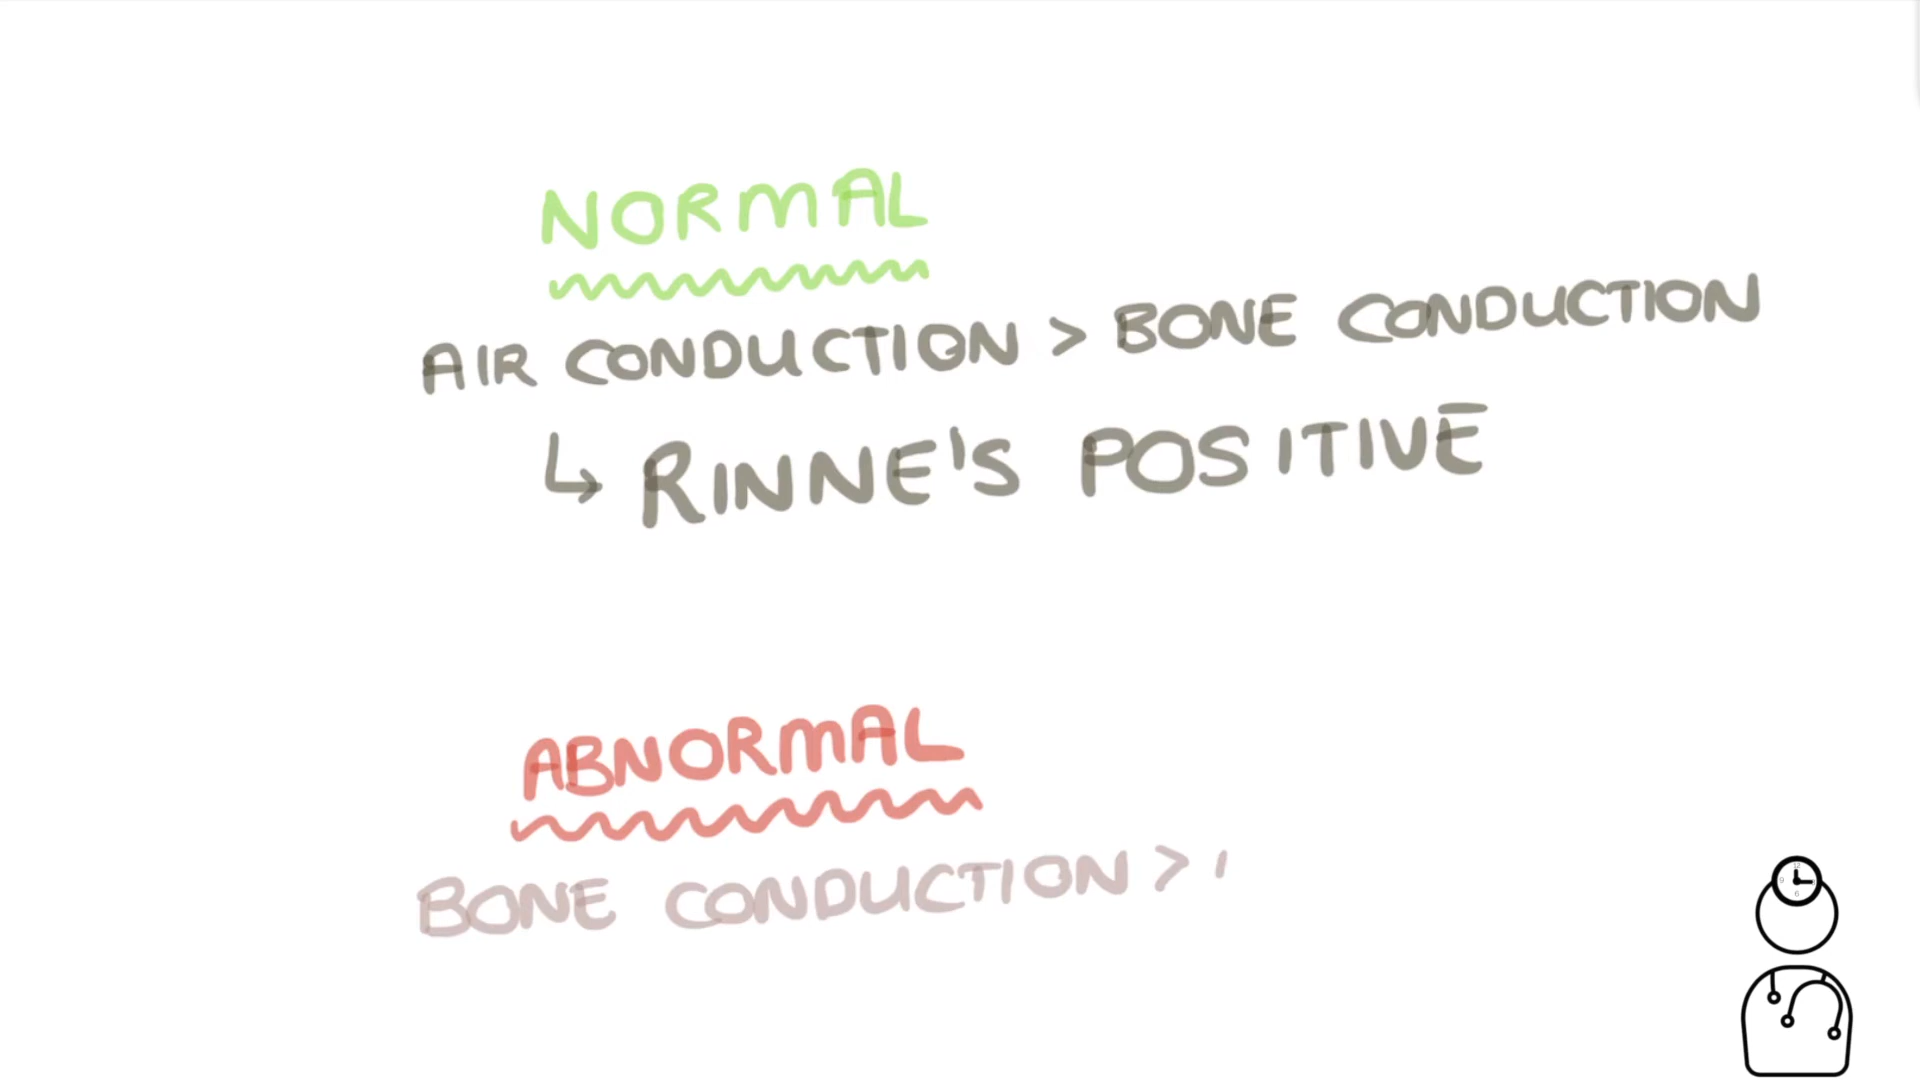 NORMAL
AIR CONDUCTION > BONE CONDUCTION
↳ RINNE'S POSITIVE
ABNORMAL
BONE CONDUCTION >